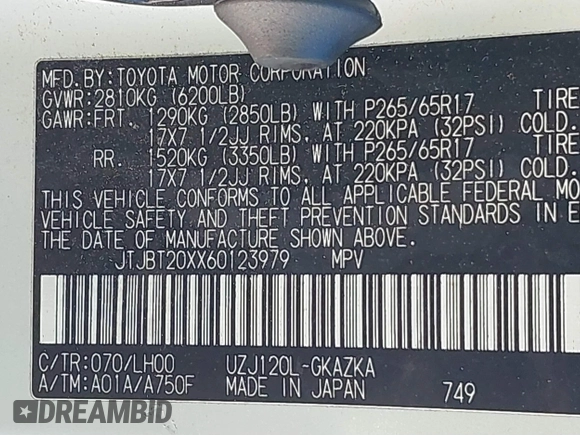 MFD. BY: TOYOTA MOTOR CORPORATION
GVWR: 2810KG (6200LB)
GAWR: FRT 1290KG (2850LB) WITH P265/65R17 TIRE
17X7 1/2JJ RIMS, AT 220KPA (32PSI) COLD.
RR. 1520KG (3350LB) WITH P265/65R17 TIRE
17X7 1/2JJ RIMS, AT 220KPA (32PSI) COLD.
THIS VEHICLE CONFORMS TO ALL APPLICABLE FEDERAL MO
VEHICLE SAFETY AND THEFT PREVENTION STANDARDS IN E
THE DATE OF MANUFACTURE SHOWN ABOVE.
JTJBT20XX60123979 MPV
C/TR: 070/LH00 UZJ120L-GKAZKA
A/TM: A01A/A750F MADE IN JAPAN 749
DREAMBID